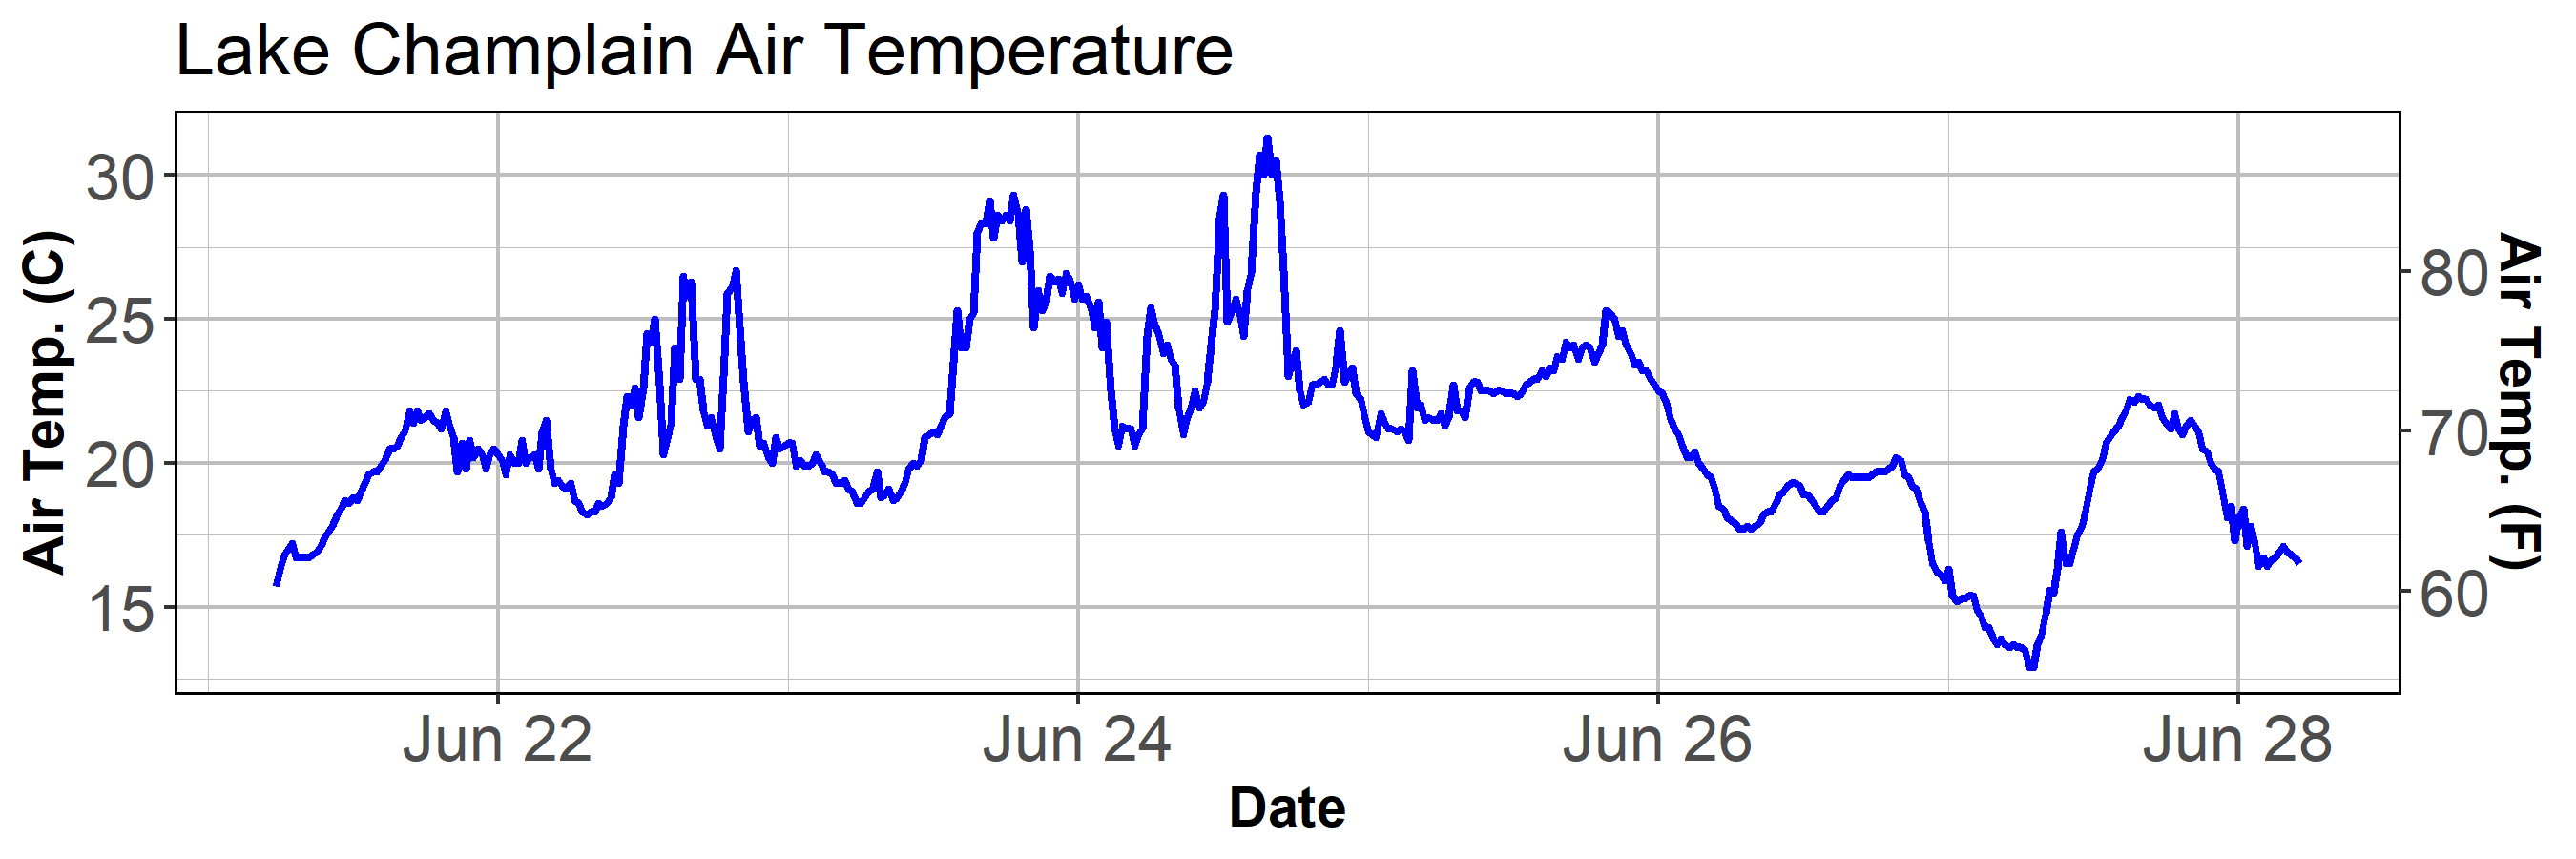 Lake Champlain Air Temperature
Air Temp. (C)
30
25
20
15
80
70
60
Air Temp. (F)
Jun 22 Jun 24 Jun 26 Jun 28
Date